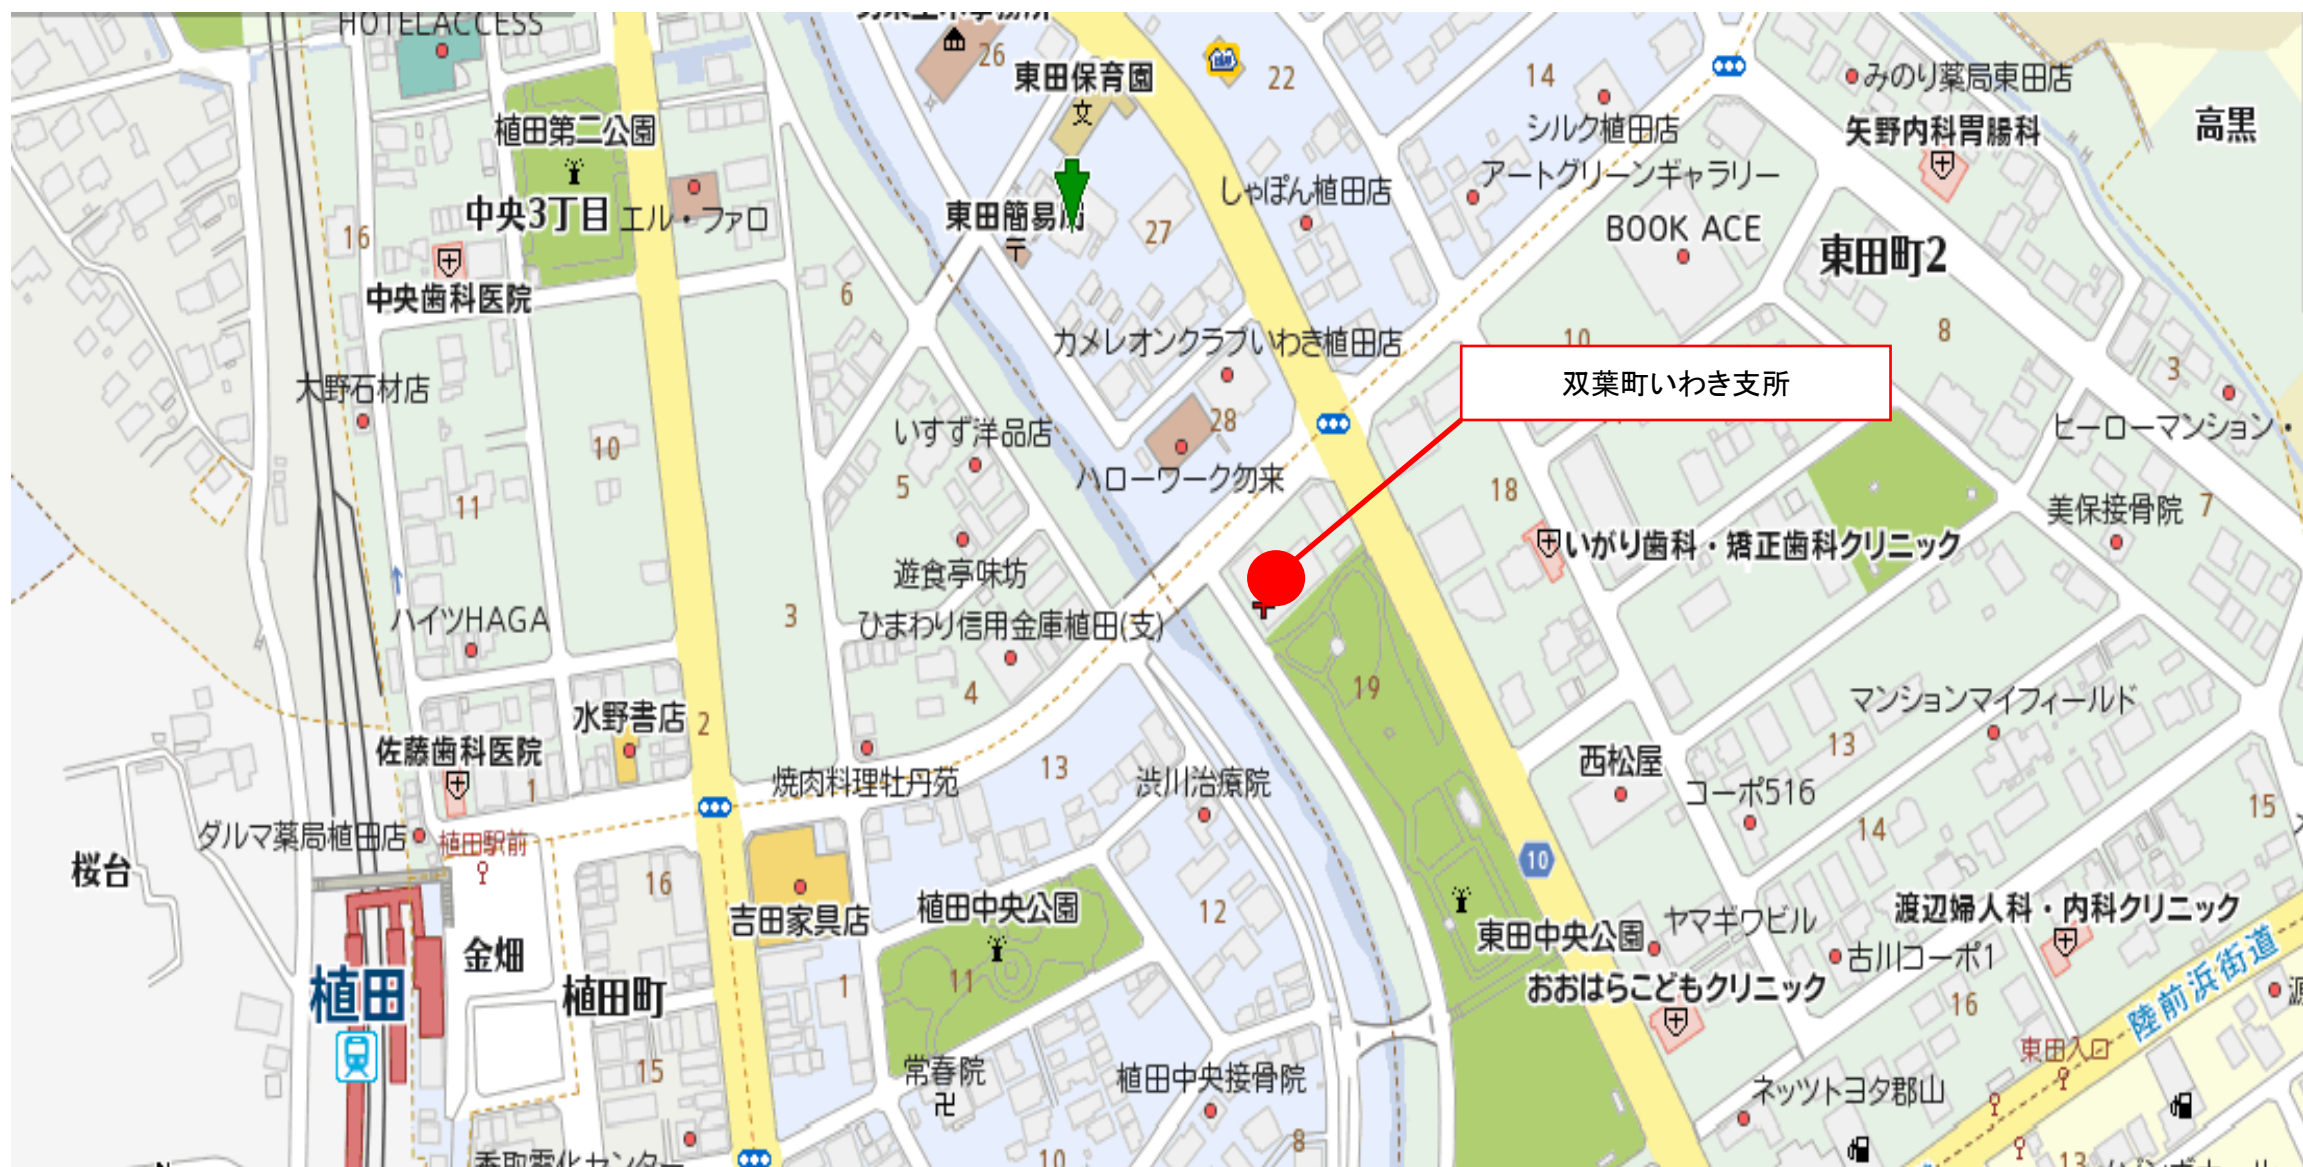 HOTELACCESS
26
東田保育園
22
14
みのり薬局東田店
高黒
植田第二公園
シルク植田店
矢野内科胃腸科
アートグリーンギャラリー
しゃぽん植田店
中央3丁目
エル・ファロ
東田簡易局
27
BOOK ACE
東田町2
16
中央歯科医院
6
カメレオンクラブいわき植田店
10
8
双葉町いわき支所
3
大野石材店
28
いすず洋品店
ヒーローマンション・
10
5
ハローワーク勿来
18
11
美保接骨院
7
いがり歯科・矯正歯科クリニック
遊食亭味坊
ハイツHAGA
3
ひまわり信用金庫植田(支)
19
4
マンションマイフィールド
水野書店
2
佐藤歯科医院
13
13
西松屋
1
焼肉料理牡丹苑
渋川治療院
コーポ516
15
ダルマ薬局植田店
植田駅前
14
桜台
10
16
吉田家具店
植田中央公園
12
渡辺婦人科・内科クリニック
東田中央公園
ヤマギワビル
金畑
古川コーポ1
陸前浜街道
植田
植田町
1
11
おおはらこどもクリニック
16
東田入口
15
常春院
植田中央接骨院
ネッツトヨタ郡山
8
10
13